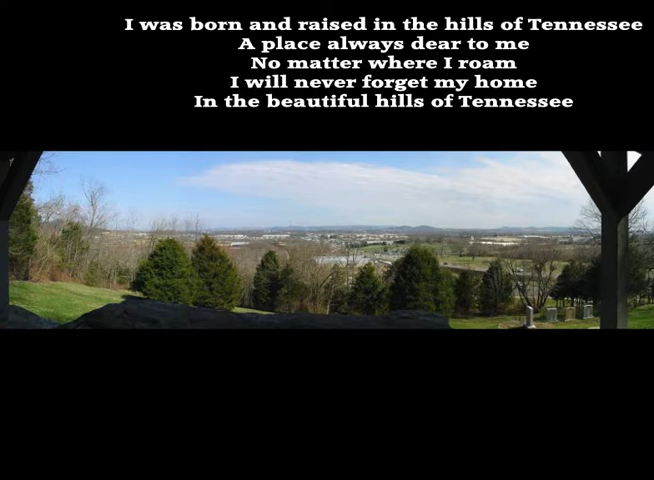 I was born and raised in the hills of Tennessee
A place always dear to me
No matter where I roam
I will never forget my home
In the beautiful hills of Tennessee